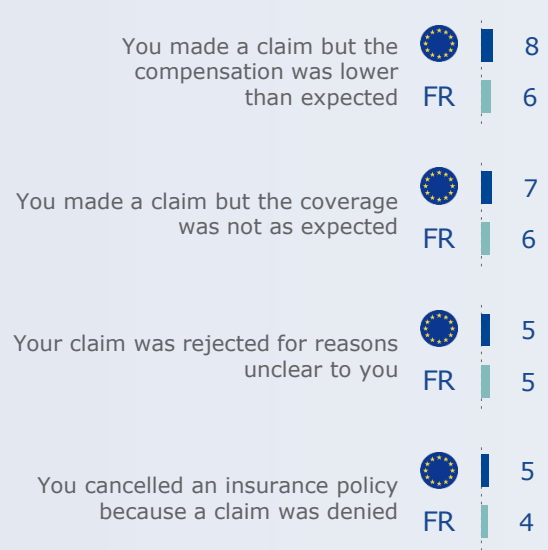 You made a claim but the
compensation was lower
than expected
8
FR 6
You made a claim but the coverage
was not as expected
7
FR 6
Your claim was rejected for reasons
unclear to you
5
FR 5
You cancelled an insurance policy
because a claim was denied
5
FR 4